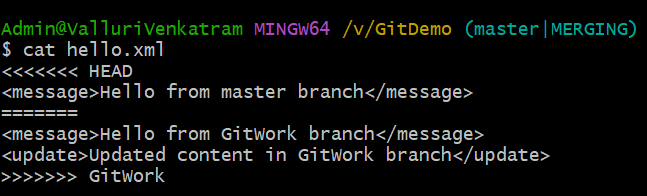 Admin@ValluriVenkatram MINGW64 /v/GitDemo (master|MERGING)
$ cat hello.xml
<<<<<<< HEAD
<message>Hello from master branch</message>
=======
<message>Hello from GitWork branch</message>
<update>Updated content in GitWork branch</update>
>>>>>>> GitWork